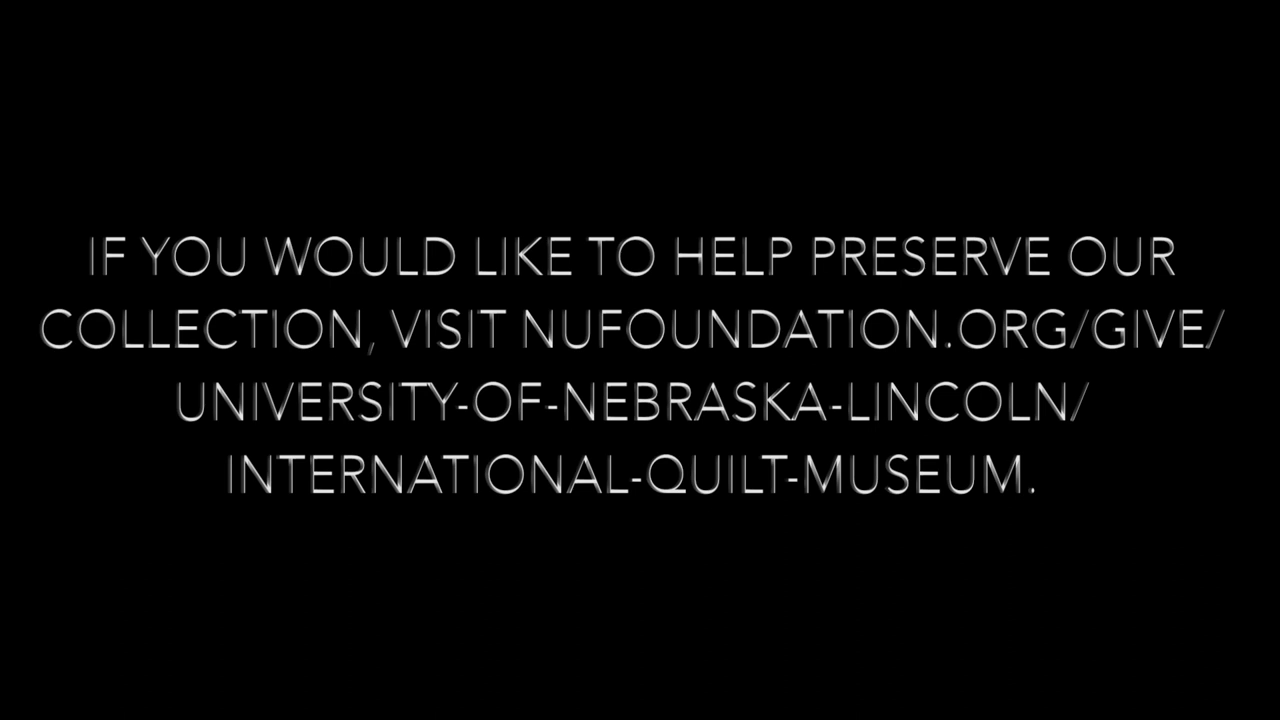 IF YOU WOULD LIKE TO HELP PRESERVE OUR
COLLECTION, VISIT NUFOUNDATION.ORG/GIVE/
UNIVERSITY-OF-NEBRASKA-LINCOLN/
INTERNATIONAL-QUILT-MUSEUM.